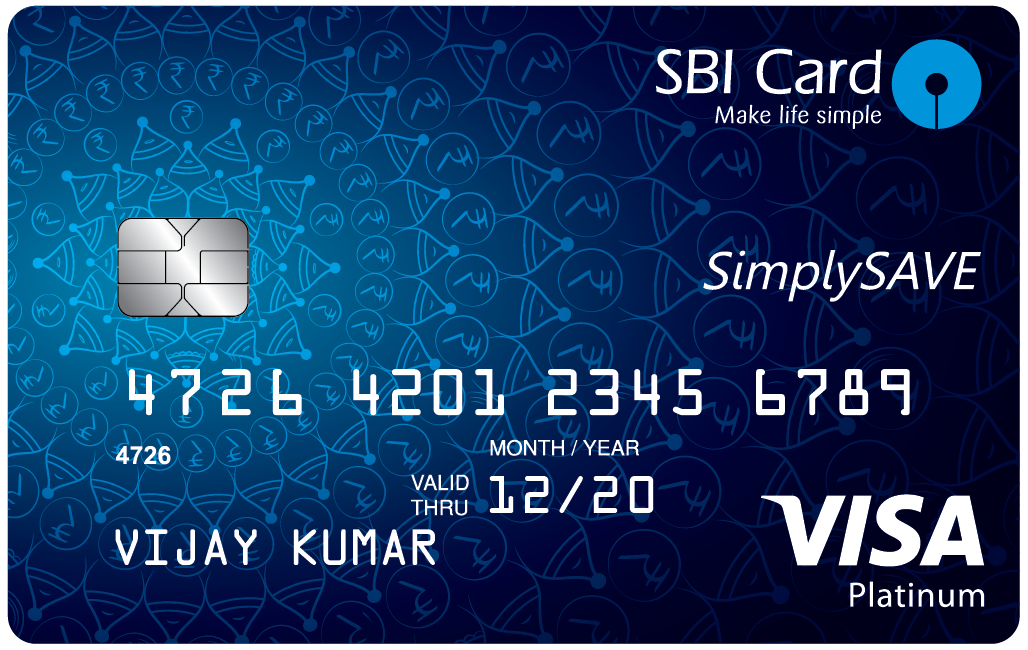 SBI Card
Make life simple
SimplySAVE
4726 4201 2345 6789
4726
MONTH / YEAR
VALID THRU 12/20
VIJAY KUMAR
VISA
Platinum